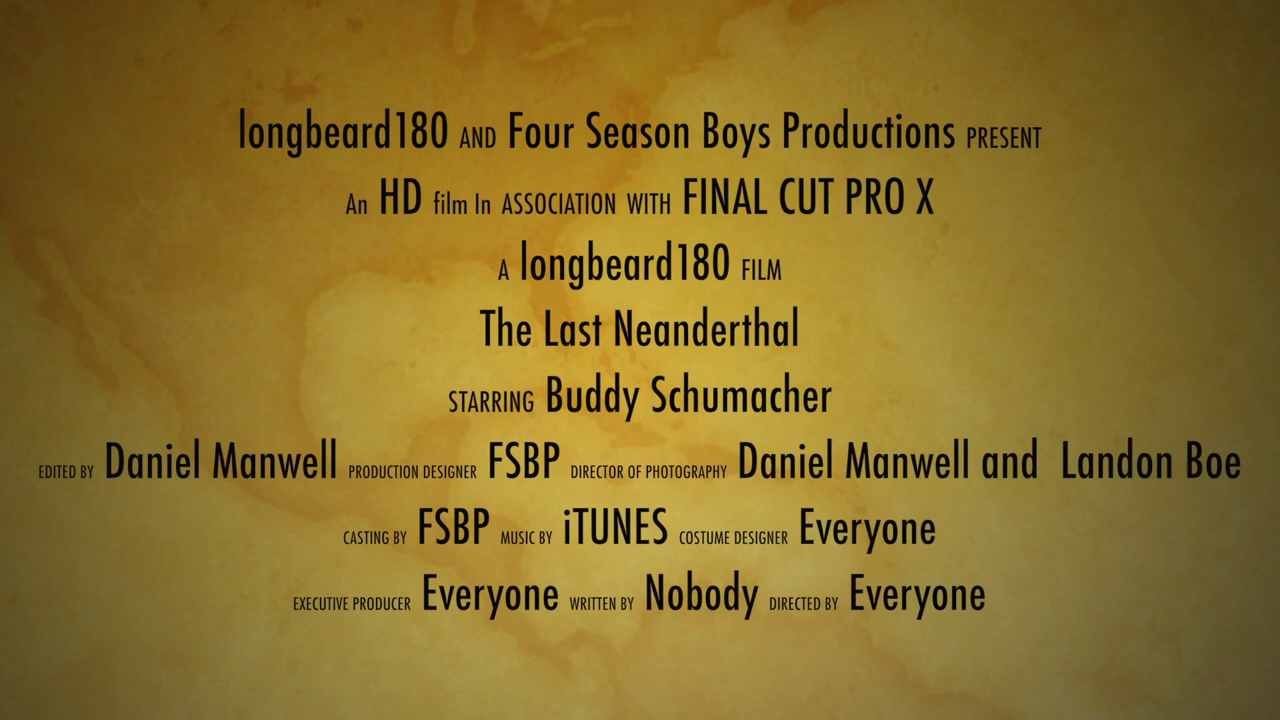 longbeard180 AND Four Season Boys Productions PRESENT
An HD film In ASSOCIATION WITH FINAL CUT PRO X
A longbeard180 FILM
The Last Neanderthal
STARRING Buddy Schumacher
EDITED BY Daniel Manwell PRODUCTION DESIGNER FSBP DIRECTOR OF PHOTOGRAPHY Daniel Manwell and Landon Boe
CASTING BY FSBP MUSIC BY iTUNES COSTUME DESIGNER Everyone
EXECUTIVE PRODUCER Everyone WRITTEN BY Nobody DIRECTED BY Everyone